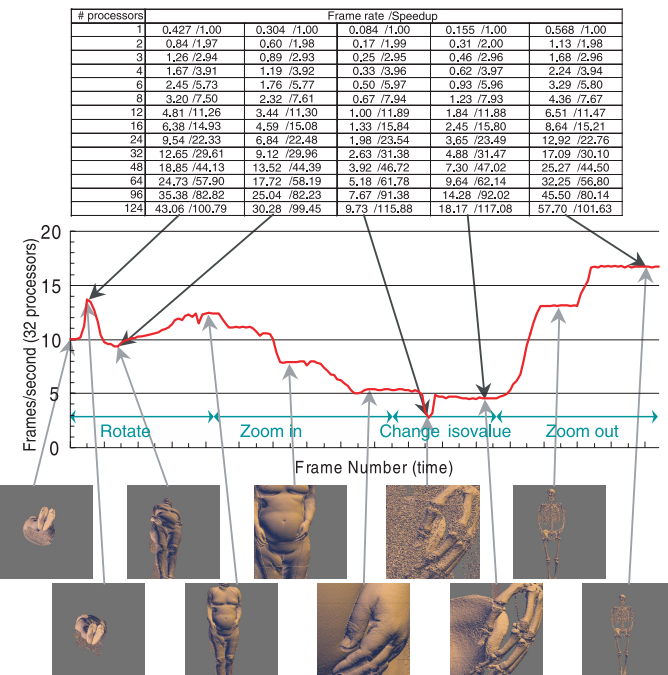 # processors Frame rate /Speedup
1 0.427 /1.00 0.304 /1.00 0.084 /1.00 0.155 /1.00 0.568 /1.00
2 0.84 /1.97 0.60 /1.98 0.17 /1.99 0.31 /2.00 1.13 /1.98
3 1.26 /2.94 0.89 /2.93 0.25 /2.95 0.46 /2.96 1.68 /2.96
4 1.67 /3.91 1.19 /3.92 0.33 /3.96 0.62 /3.97 2.24 /3.94
6 2.45 /5.73 1.76 /5.77 0.50 /5.97 0.93 /5.96 3.29 /5.80
8 3.20 /7.50 2.32 /7.61 0.67 /7.94 1.23 /7.93 4.36 /7.67
12 4.81 /11.26 3.44 /11.30 1.00 /11.89 1.84 /11.88 6.51 /11.47
16 6.38 /14.93 4.59 /15.08 1.33 /15.84 2.45 /15.80 8.64 /15.21
24 9.54 /22.33 6.84 /22.48 1.98 /23.54 3.65 /23.49 12.92 /22.76
32 12.65 /29.61 9.12 /29.96 2.63 /31.38 4.88 /31.47 17.09 /30.10
48 18.85 /44.13 13.52 /44.39 3.92 /46.72 7.30 /47.02 25.27 /44.50
64 24.73 /57.90 17.72 /58.19 5.18 /61.78 9.64 /62.14 32.25 /56.80
96 35.38 /82.82 25.04 /82.23 7.67 /91.38 14.28 /92.02 45.50 /80.14
124 43.06 /100.79 30.28 /99.45 9.73 /115.88 18.17 /117.08 57.70 /101.63
Frames/second (32 processors)
20
15
10
5
0
Rotate Zoom in Change isovalue Zoom out
Frame Number (time)